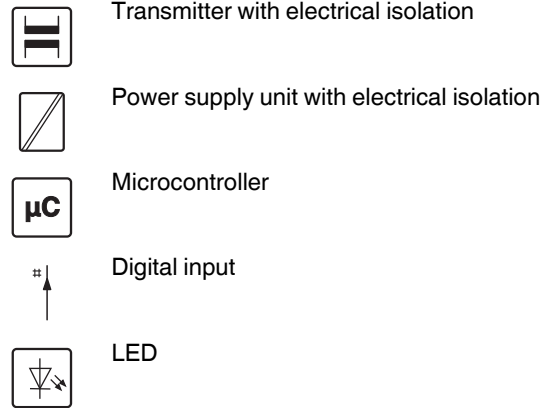 Transmitter with electrical isolation
Power supply unit with electrical isolation
µC
Microcontroller
⌗
Digital input
LED